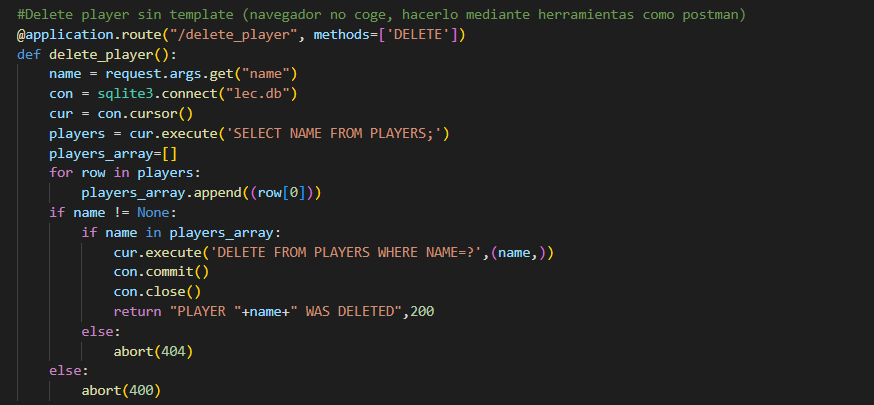 #Delete player sin template (navegador no coge, hacerlo mediante herramientas como postman)
@application.route("/delete_player", methods=['DELETE'])
def delete_player():
    name = request.args.get("name")
    con = sqlite3.connect("lec.db")
    cur = con.cursor()
    players = cur.execute('SELECT NAME FROM PLAYERS;')
    players_array=[]
    for row in players:
        players_array.append((row[0]))
    if name != None:
        if name in players_array:
            cur.execute('DELETE FROM PLAYERS WHERE NAME=?',(name,))
            con.commit()
            con.close()
            return "PLAYER "+name+" WAS DELETED",200
        else:
            abort(404)
    else:
        abort(400)